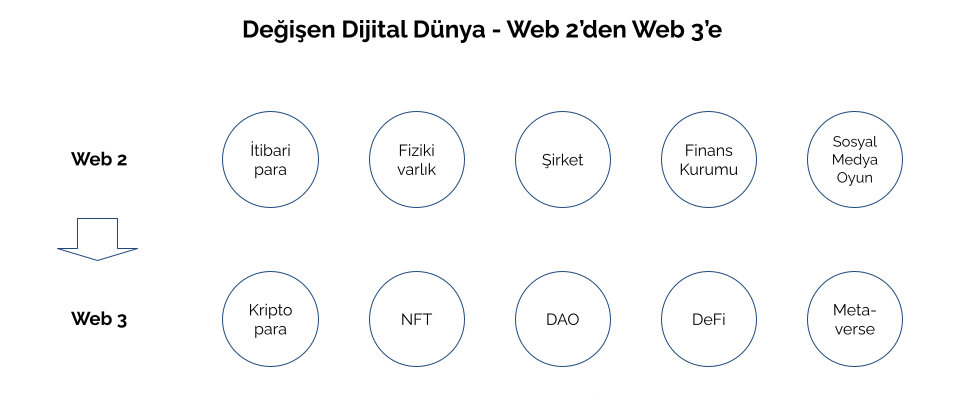 Değişen Dijital Dünya - Web 2’den Web 3’e
Web 2
İtibari
para
Fiziki
varlık
Şirket
Finans
Kurumu
Sosyal
Medya
Oyun
Web 3
Kripto
para
NFT
DAO
DeFi
Meta-
verse